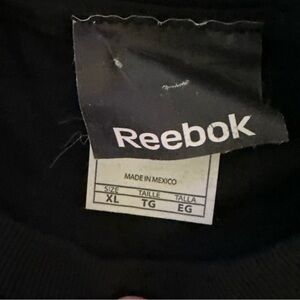 Reebok
MADE IN MEXICO
SIZE TAILLE TALLA
XL TG EG